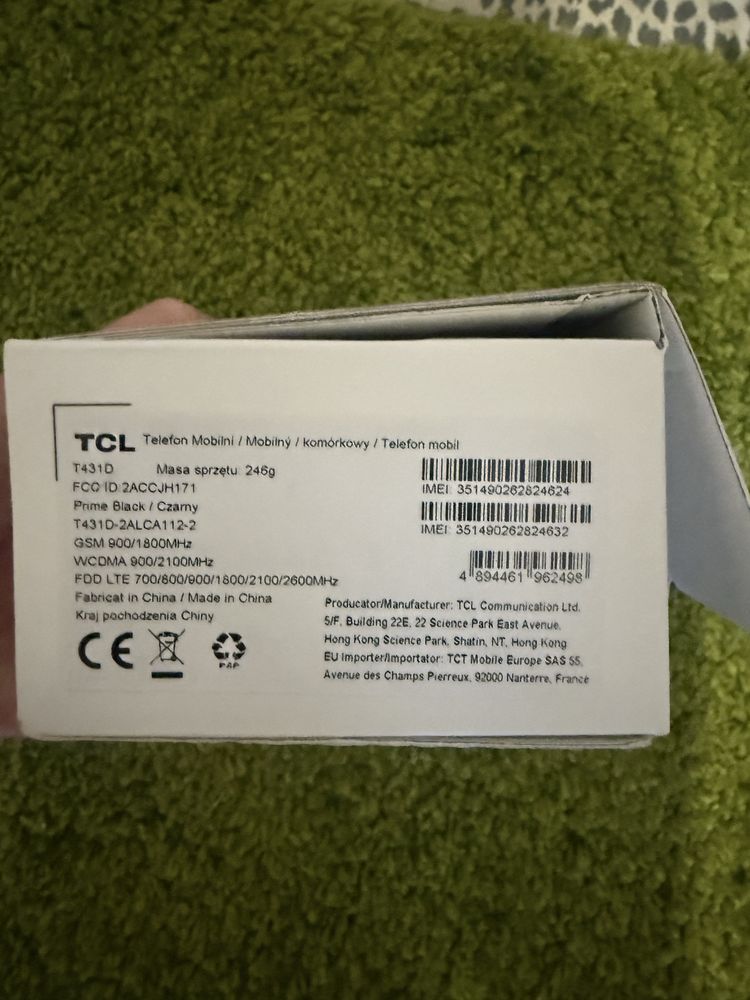 TCL Telefon Mobilni / Mobilný / komórkowy / Telefon mobil
T431D Masa sprzętu: 246g
FCC ID 2ACCJH171
Prime Black / Czarny
T431D-2ALCA112-2
GSM 900/1800MHz
WCDMA 900/2100MHz
FDD LTE 700/800/900/1800/2100/2600MHz
Fabricat in China / Made in China
Kraj pochodzenia Chiny
IMEI: 351490262824624
IMEI: 351490262824632
4 894461 962498
Producator/Manufacturer: TCL Communication Ltd.
5/F, Building 22E, 22 Science Park East Avenue,
Hong Kong Science Park, Shatin, NT, Hong Kong
EU Importer/Importator: TCT Mobile Europe SAS 55,
Avenue des Champs Pierreux, 92000 Nanterre, France
CE
PAP